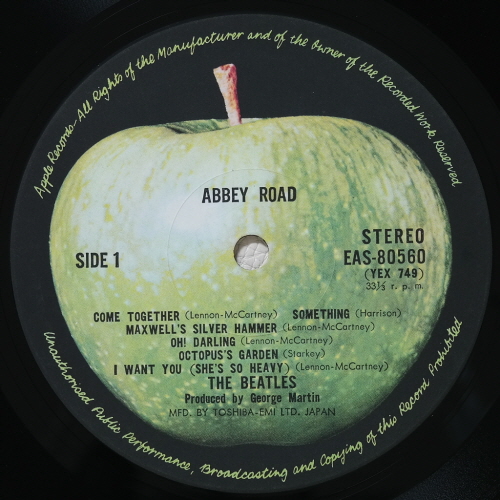 Apple Records-All Rights of the Manufacturer and of the Owner of the Recorded Work Reserved
ABBEY ROAD
STEREO
SIDE 1
EAS-80560
(YEX 749)
33⅓ r. p. m.
COME TOGETHER (Lennon-McCartney) SOMETHING (Harrison)
MAXWELL'S SILVER HAMMER (Lennon-McCartney)
OH! DARLING (Lennon-McCartney)
OCTOPUS'S GARDEN (Starkey)
I WANT YOU (SHE'S SO HEAVY) (Lennon-McCartney)
THE BEATLES
Produced by George Martin
MFD. BY TOSHIBA-EMI LTD. JAPAN
Unauthorised Public Performance, Broadcasting and Copying of this Record Prohibited